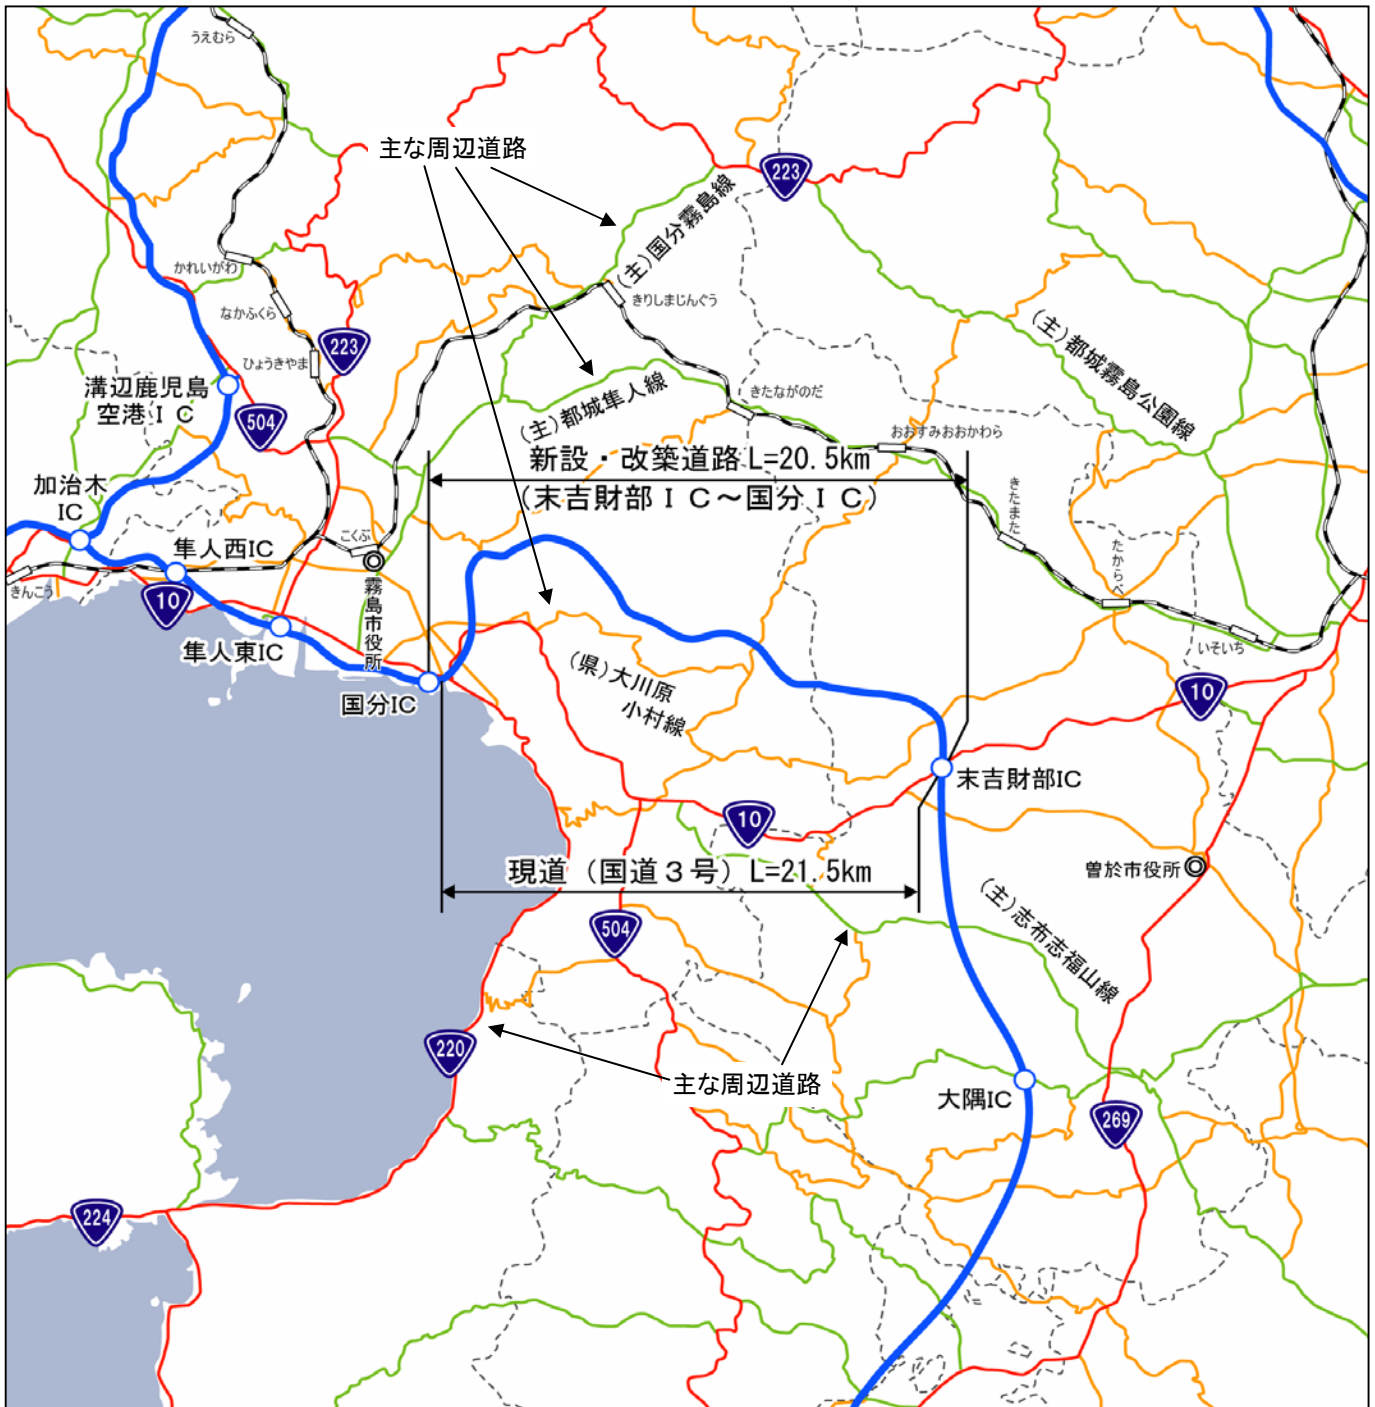 うえむら
主な周辺道路
223
(主)国分霧島線
かれいがわ
なかふくら
きりしまじんぐう
223
ひょうきやま
(主)都城霧島公園線
溝辺鹿児島
空港ＩＣ
504
(主)都城隼人線
きたながのだ
おおすみおおかわら
新設・改築道路L=20.5km
(末吉財部ＩＣ～国分ＩＣ)
加治木
IC
きたまた
こくぶ
隼人西IC
たからべ
きんこう
10
霧島市役所
隼人東IC
いそいち
(県)大川原
小村線
国分IC
10
末吉財部IC
10
現道（国道３号）L=21.5km
曽於市役所
(主)志布志福山線
504
220
主な周辺道路
大隅IC
269
224